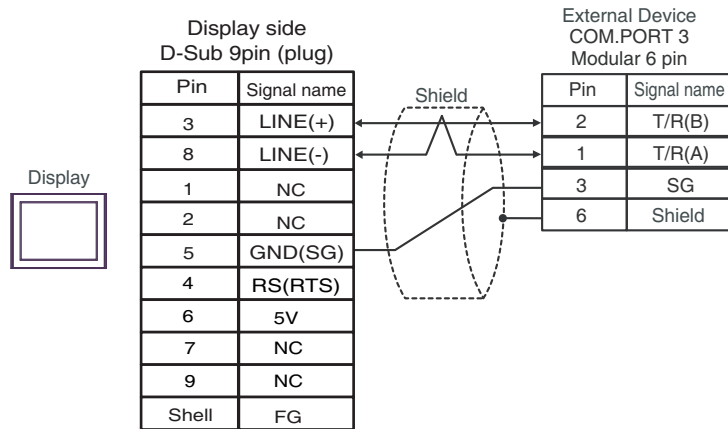 Display side
D-Sub 9pin (plug)
Pin Signal name
3 LINE(+)
8 LINE(-)
1 NC
2 NC
5 GND(SG)
4 RS(RTS)
6 5V
7 NC
9 NC
Shell FG
Display
Shield
External Device
COM.PORT 3
Modular 6 pin
Pin Signal name
2 T/R(B)
1 T/R(A)
3 SG
6 Shield